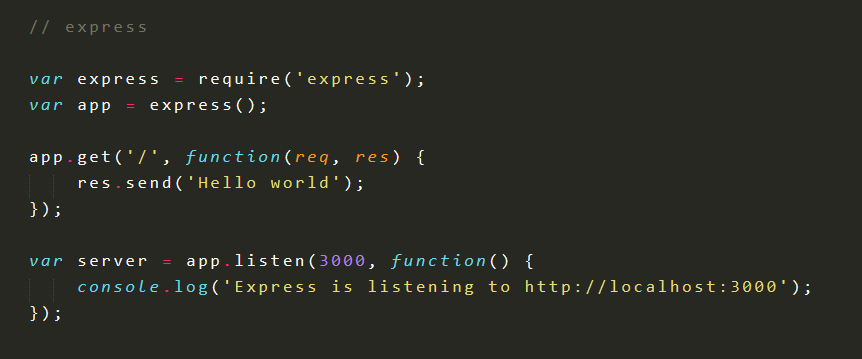 // express
var express = require('express');
var app = express();
app.get('/', function(req, res) {
res.send('Hello world');
});
var server = app.listen(3000, function() {
console.log('Express is listening to http://localhost:3000');
});